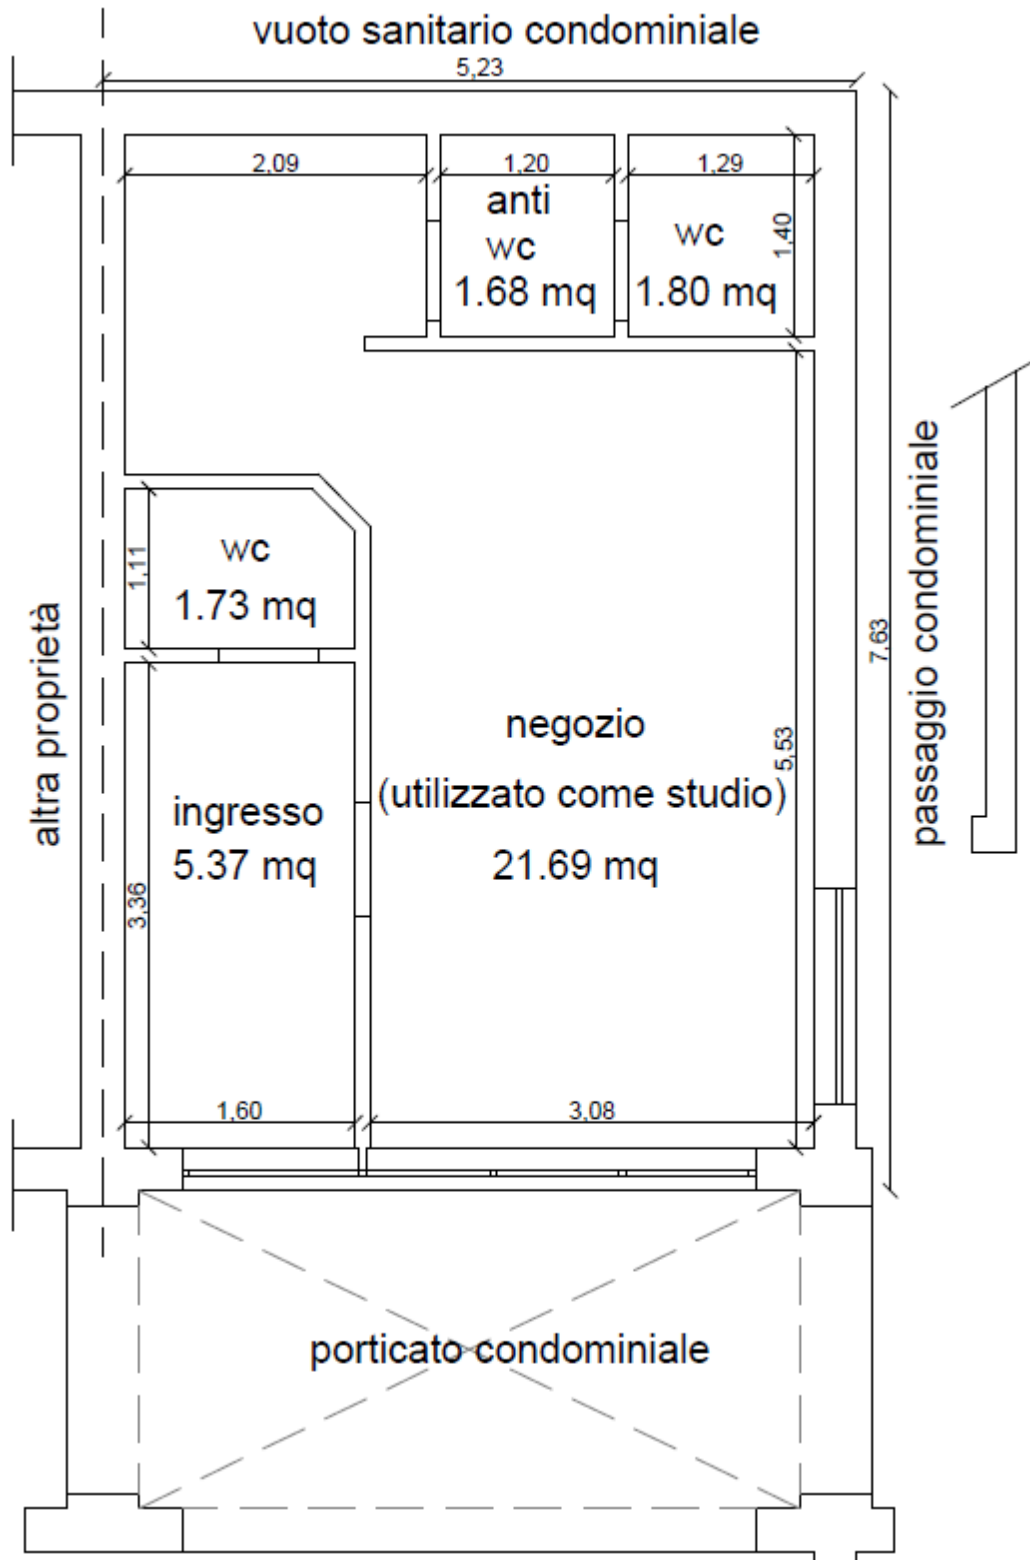 vuoto sanitario condominiale
5,23
2,09
1,20
1,29
anti
wc
1.68 mq
wc
1.80 mq
1,40
wc
1.73 mq
1,11
altra proprietà
passaggio condominiale
7,63
negozio
(utilizzato come studio)
21.69 mq
5,53
ingresso
5.37 mq
3,36
1,60
3,08
porticato condominiale